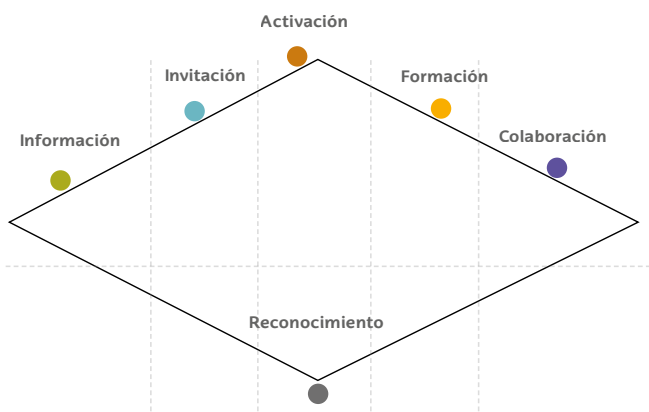 Activación
Invitación
Formación
Colaboración
Información
Reconocimiento